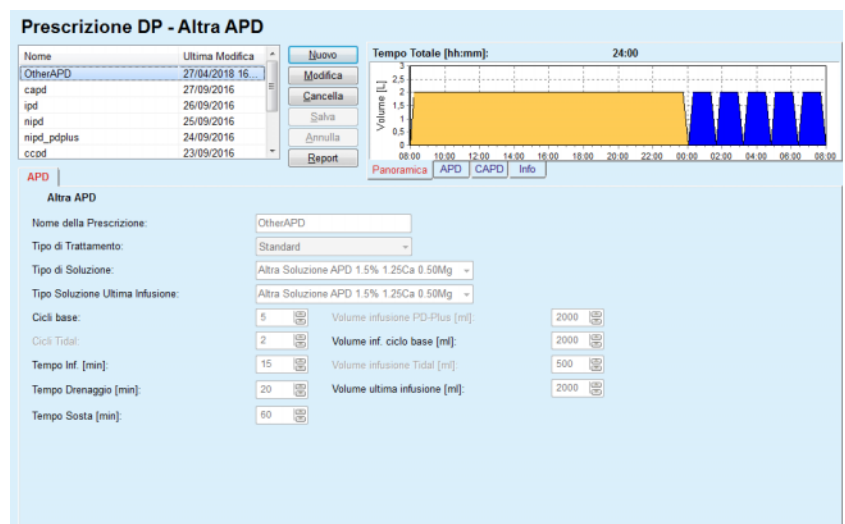 Prescrizione DP - Altra APD
Nome Ultima Modifica
OtherAPD 27/04/2018 16...
capd 27/09/2016
ipd 26/09/2016
nipd 25/09/2016
nipd_pdplus 24/09/2016
ccpd 23/09/2016
Nuovo
Modifica
Cancella
Salva
Annulla
Report
Tempo Totale [hh:mm]: 24:00
Volume [L]
3
2,5
2
1,5
1
0,5
0
08:00 10:00 12:00 14:00 16:00 18:00 20:00 22:00 00:00 02:00 04:00 06:00 08:00
Panoramica APD CAPD Info
APD
Altra APD
Nome della Prescrizione: OtherAPD
Tipo di Trattamento: Standard
Tipo di Soluzione: Altra Soluzione APD 1.5% 1.25Ca 0.50Mg
Tipo Soluzione Ultima Infusione: Altra Soluzione APD 1.5% 1.25Ca 0.50Mg
Cicli base: 5 Volume infusione PD-Plus [ml]: 2000
Cicli Tidal: 2 Volume inf. ciclo base [ml]: 2000
Tempo Inf. [min]: 15 Volume infusione Tidal [ml]: 500
Tempo Drenaggio [min]: 20 Volume ultima infusione [ml]: 2000
Tempo Sosta [min]: 60